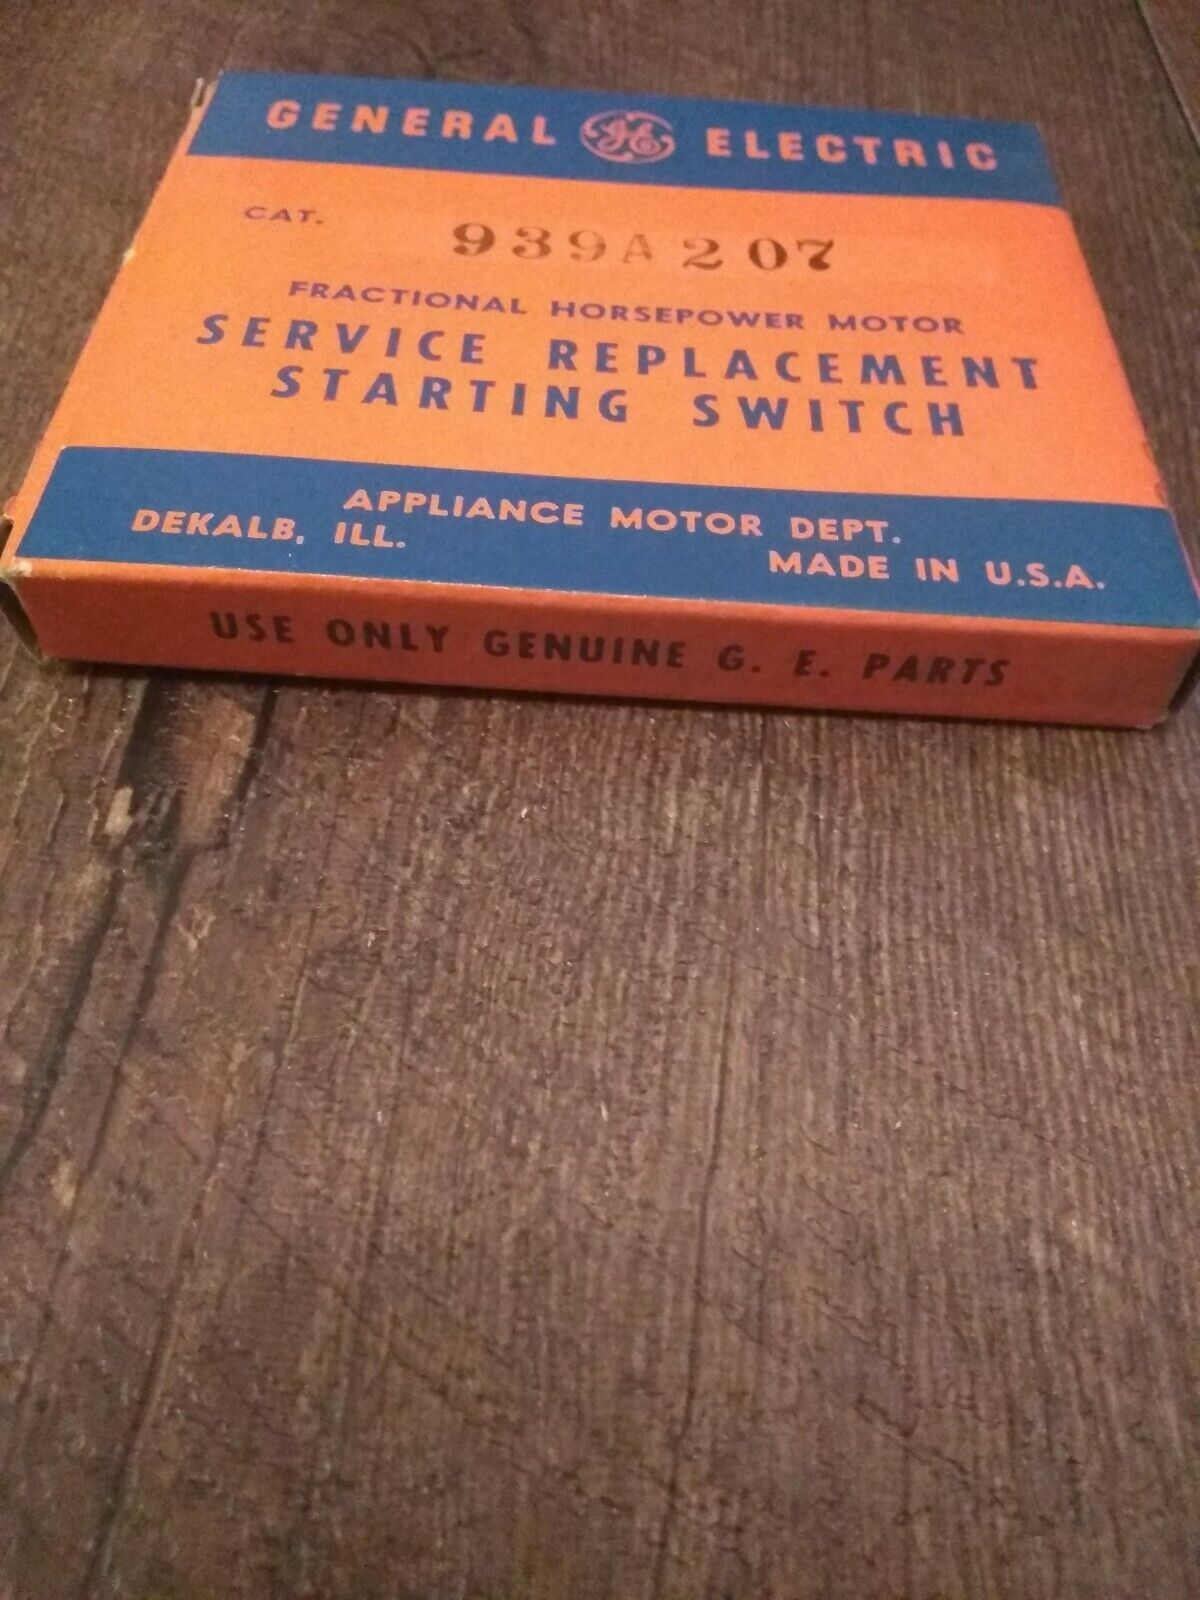 GENERAL GE ELECTRIC
CAT. 939A207
FRACTIONAL HORSEPOWER MOTOR
SERVICE REPLACEMENT
STARTING SWITCH
APPLIANCE MOTOR DEPT.
DEKALB, ILL.
MADE IN U.S.A.
USE ONLY GENUINE G. E. PARTS